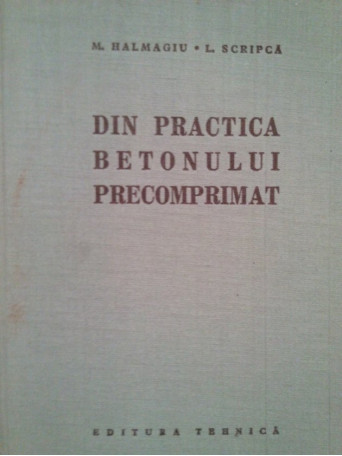 M. HALMAGIU • L. SCRIPCĂ
DIN PRACTICA
BETONULUI
PRECOMPRIMAT
EDITURA TEHNICĂ